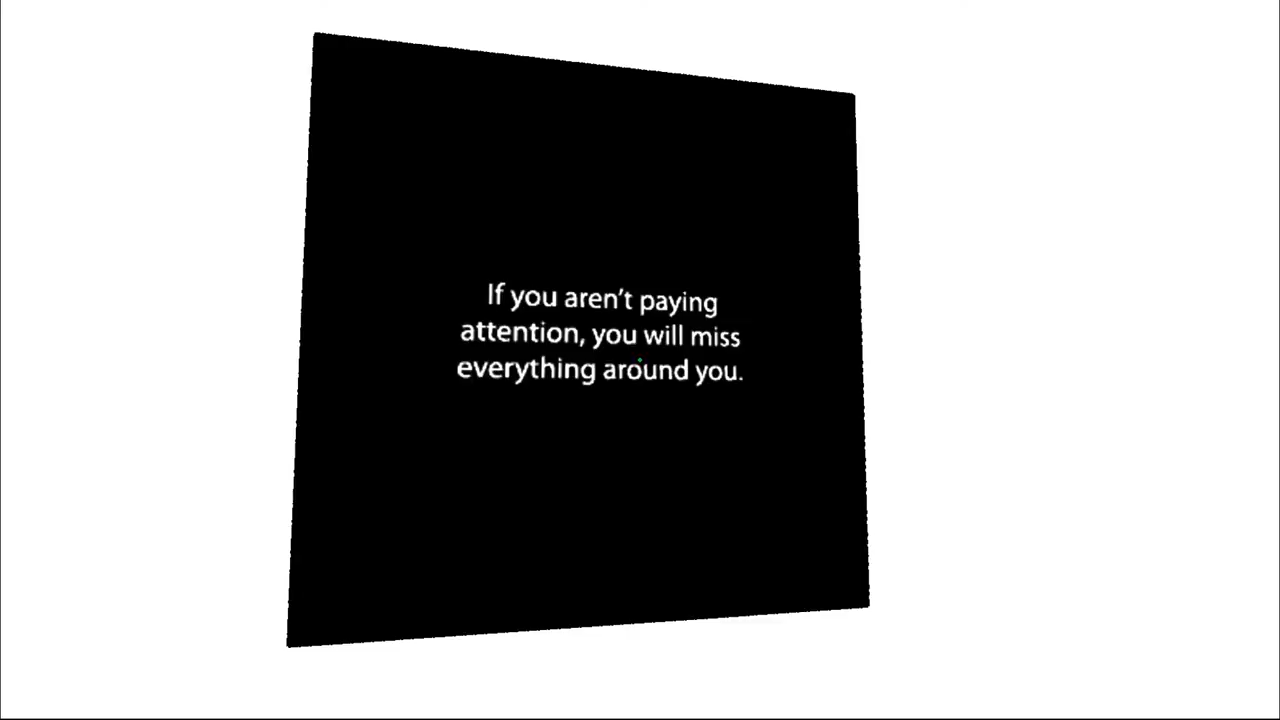 If you aren't paying
attention, you will miss
everything around you.